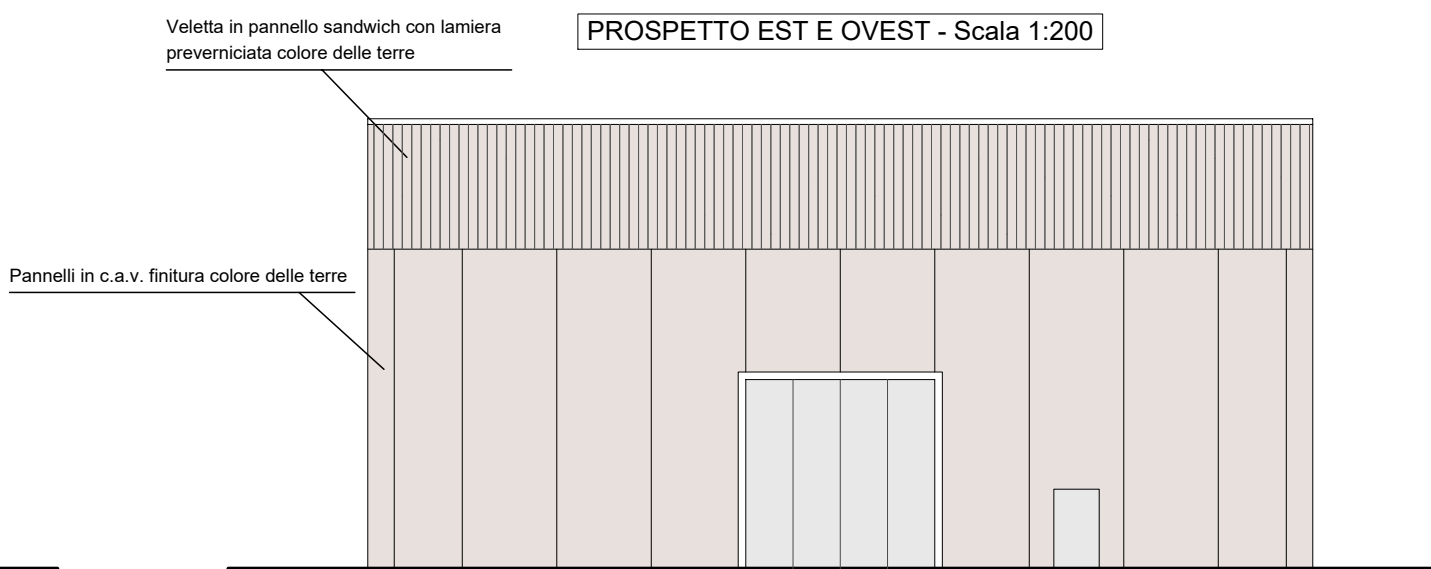 Veletta in pannello sandwich con lamiera
preverniciata colore delle terre
PROSPETTO EST E OVEST - Scala 1:200
Pannelli in c.a.v. finitura colore delle terre